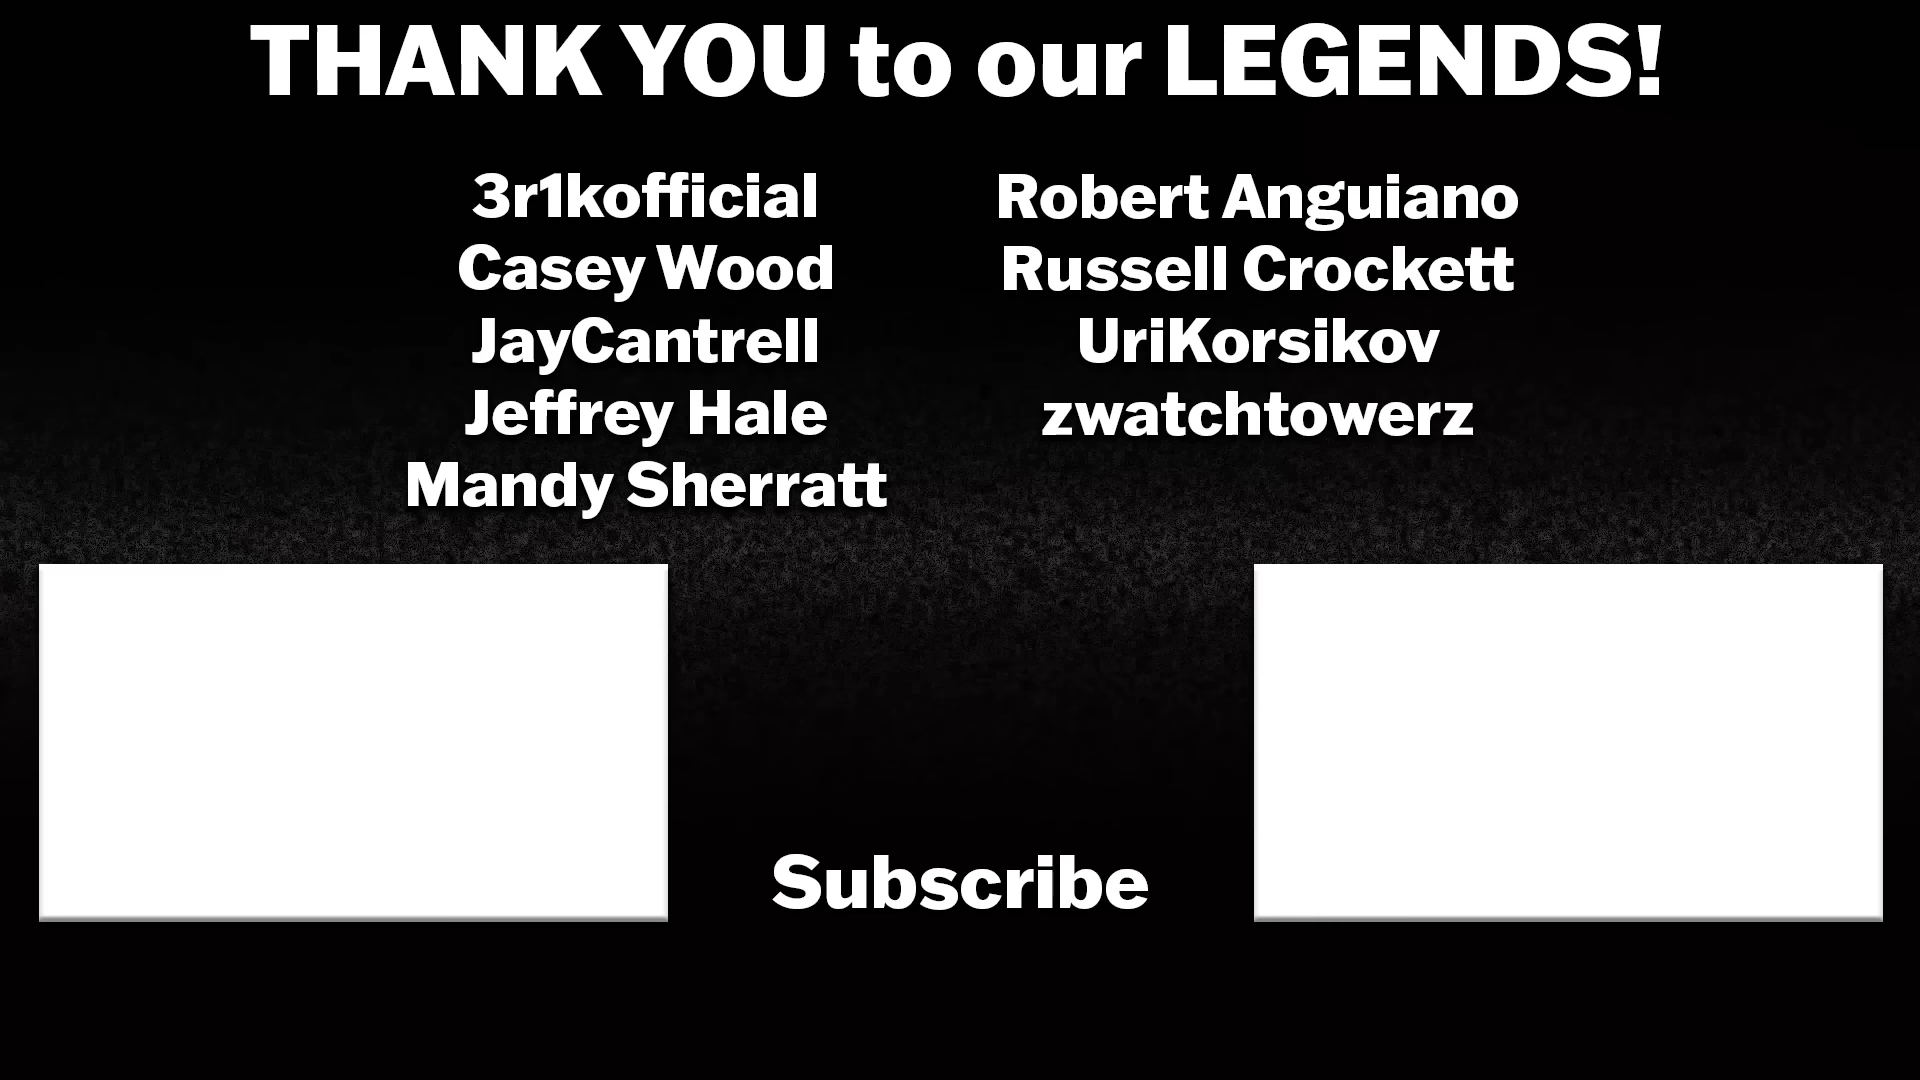 THANK YOU to our LEGENDS!
3r1kofficial
Casey Wood
JayCantrell
Jeffrey Hale
Mandy Sherratt
Robert Anguiano
Russell Crockett
UriKorsikov
zwatchtowerz
Subscribe